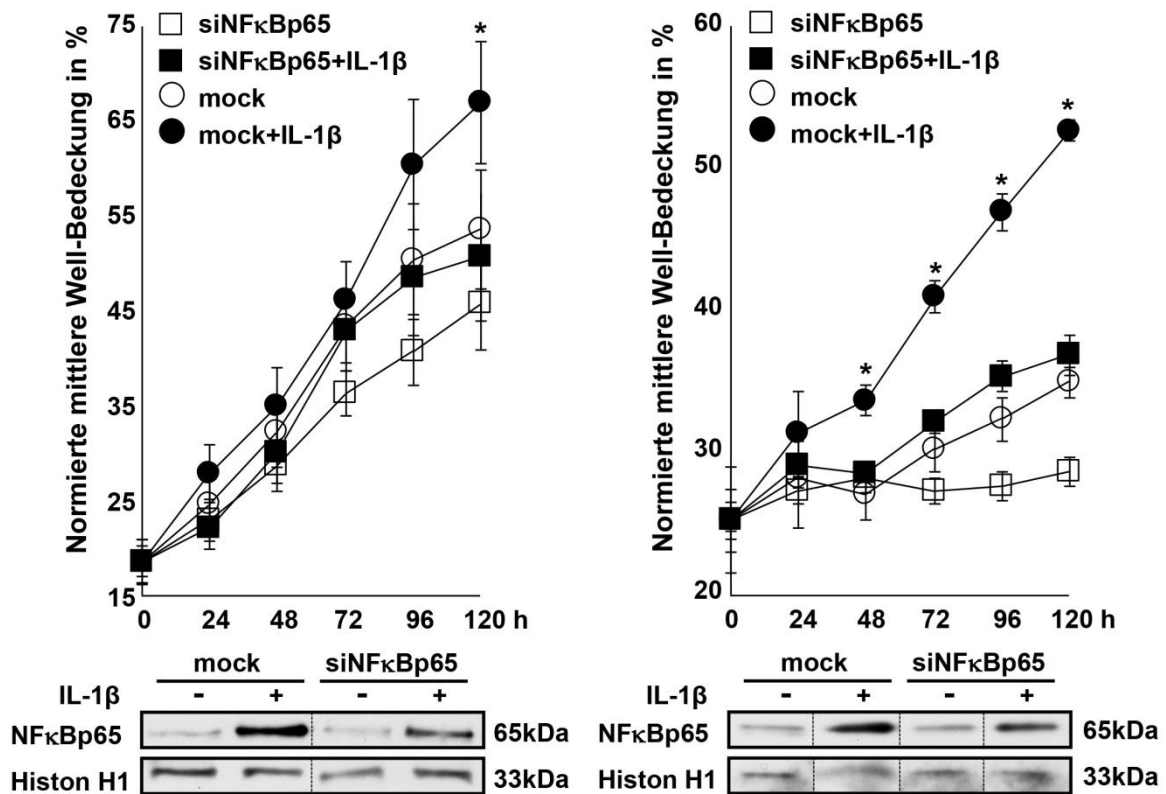 Normierte mittlere Well-Bedeckung in %
75
65
55
45
35
25
15
siNFκBp65
siNFκBp65+IL-1β
mock
mock+IL-1β
*
0 24 48 72 96 120 h
mock siNFκBp65
IL-1β - + - +
NFκBp65 65kDa
Histon H1 33kDa
Normierte mittlere Well-Bedeckung in %
60
50
40
30
20
siNFκBp65
siNFκBp65+IL-1β
mock
mock+IL-1β
* * * * *
0 24 48 72 96 120 h
mock siNFκBp65
IL-1β - + - +
NFκBp65 65kDa
Histon H1 33kDa